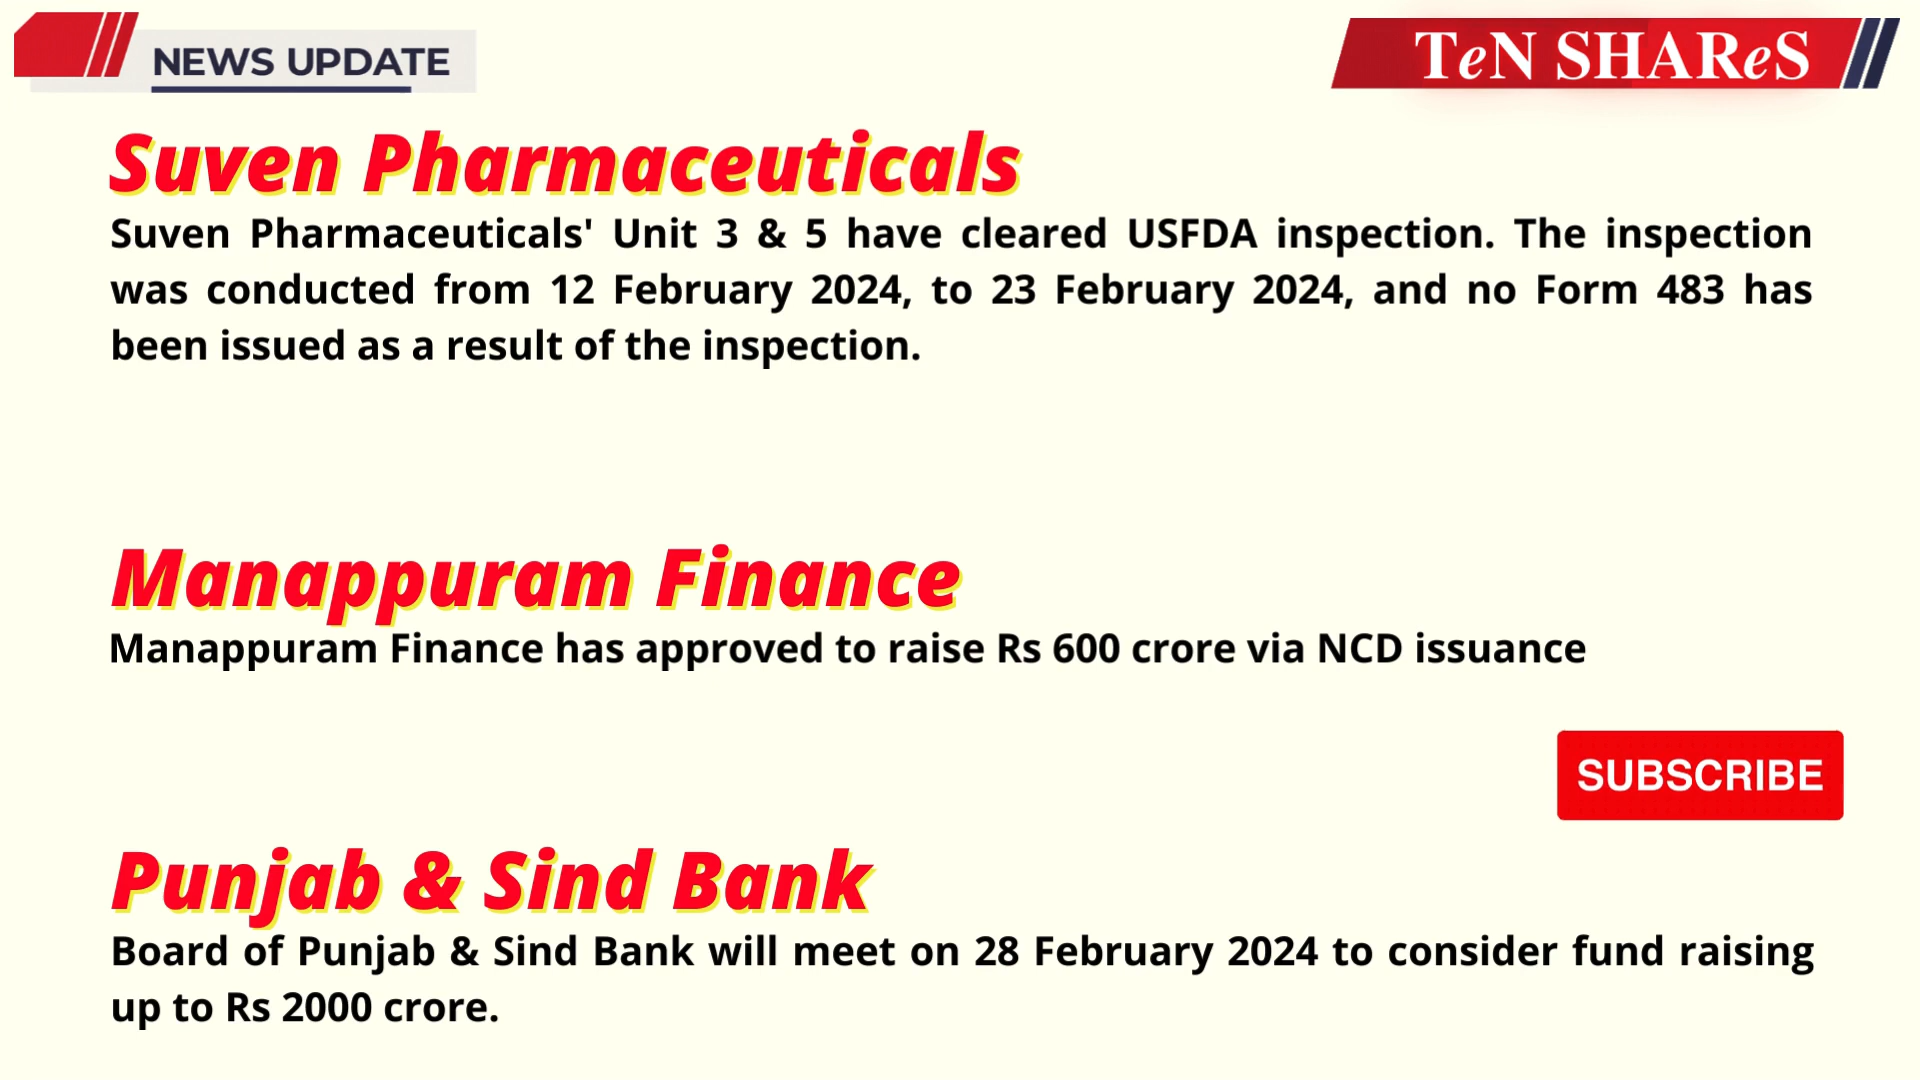 NEWS UPDATE
TeN SHAReS
Suven Pharmaceuticals
Suven Pharmaceuticals' Unit 3 & 5 have cleared USFDA inspection. The inspection
was conducted from 12 February 2024, to 23 February 2024, and no Form 483 has
been issued as a result of the inspection.
Manappuram Finance
Manappuram Finance has approved to raise Rs 600 crore via NCD issuance
SUBSCRIBE
Punjab & Sind Bank
Board of Punjab & Sind Bank will meet on 28 February 2024 to consider fund raising
up to Rs 2000 crore.